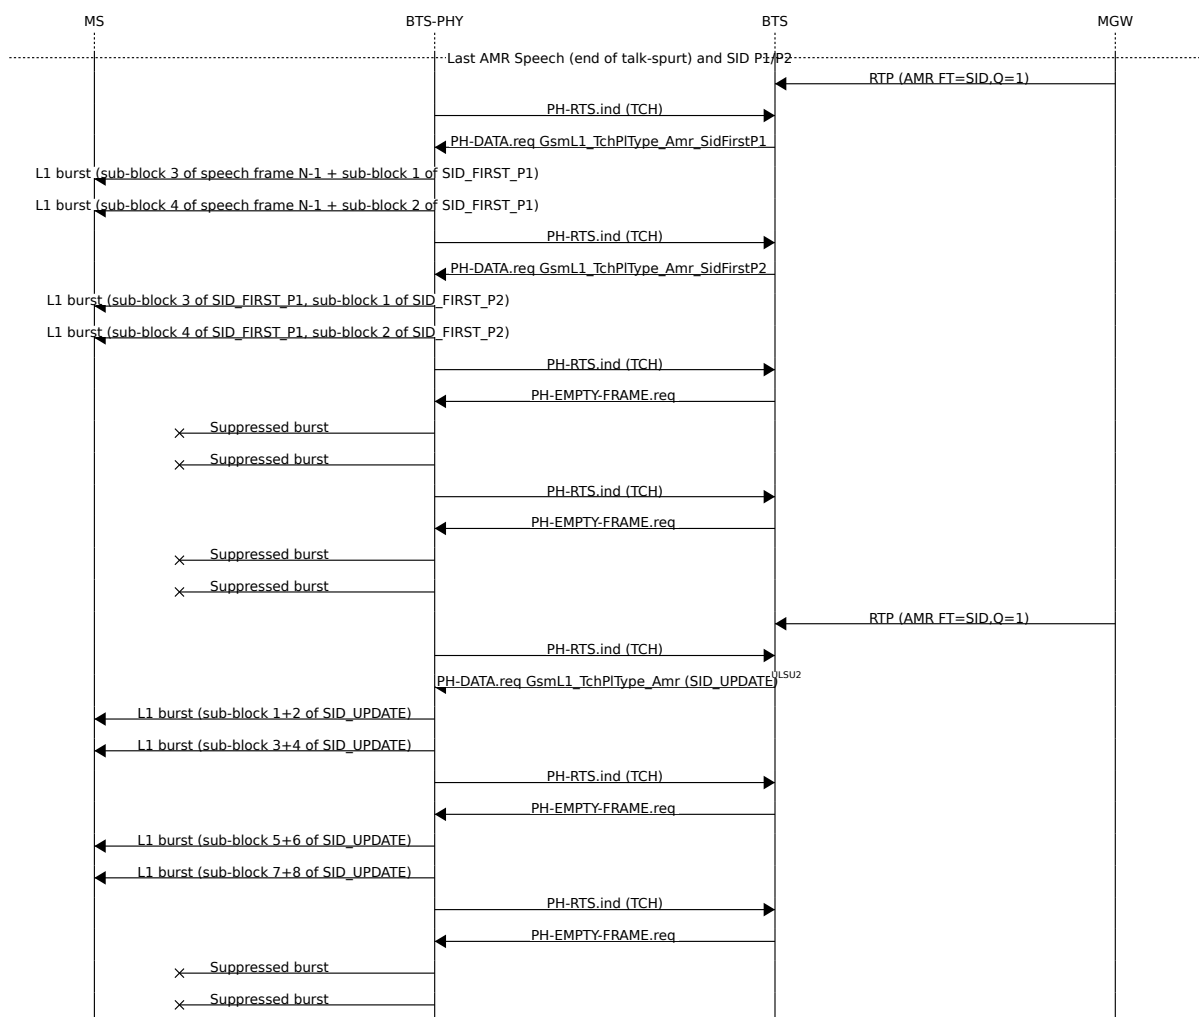 MS BTS-PHY BTS MGW
Last AMR Speech (end of talk-spurt) and SID P1/P2
RTP (AMR FT=SID,Q=1)
PH-RTS.ind (TCH)
PH-DATA.req GsmL1_TchPlType_Amr_SidFirstP1
L1 burst (sub-block 3 of speech frame N-1 + sub-block 1 of SID_FIRST_P1)
L1 burst (sub-block 4 of speech frame N-1 + sub-block 2 of SID_FIRST_P1)
PH-RTS.ind (TCH)
PH-DATA.req GsmL1_TchPlType_Amr_SidFirstP2
L1 burst (sub-block 3 of SID_FIRST_P1, sub-block 1 of SID_FIRST_P2)
L1 burst (sub-block 4 of SID_FIRST_P1, sub-block 2 of SID_FIRST_P2)
PH-RTS.ind (TCH)
PH-EMPTY-FRAME.req
Suppressed burst
Suppressed burst
PH-RTS.ind (TCH)
PH-EMPTY-FRAME.req
Suppressed burst
Suppressed burst
RTP (AMR FT=SID,Q=1)
PH-RTS.ind (TCH)
PH-DATA.req GsmL1_TchPlType_Amr (SID_UPDATE) ULSU2
L1 burst (sub-block 1+2 of SID_UPDATE)
L1 burst (sub-block 3+4 of SID_UPDATE)
PH-RTS.ind (TCH)
PH-EMPTY-FRAME.req
L1 burst (sub-block 5+6 of SID_UPDATE)
L1 burst (sub-block 7+8 of SID_UPDATE)
PH-RTS.ind (TCH)
PH-EMPTY-FRAME.req
Suppressed burst
Suppressed burst